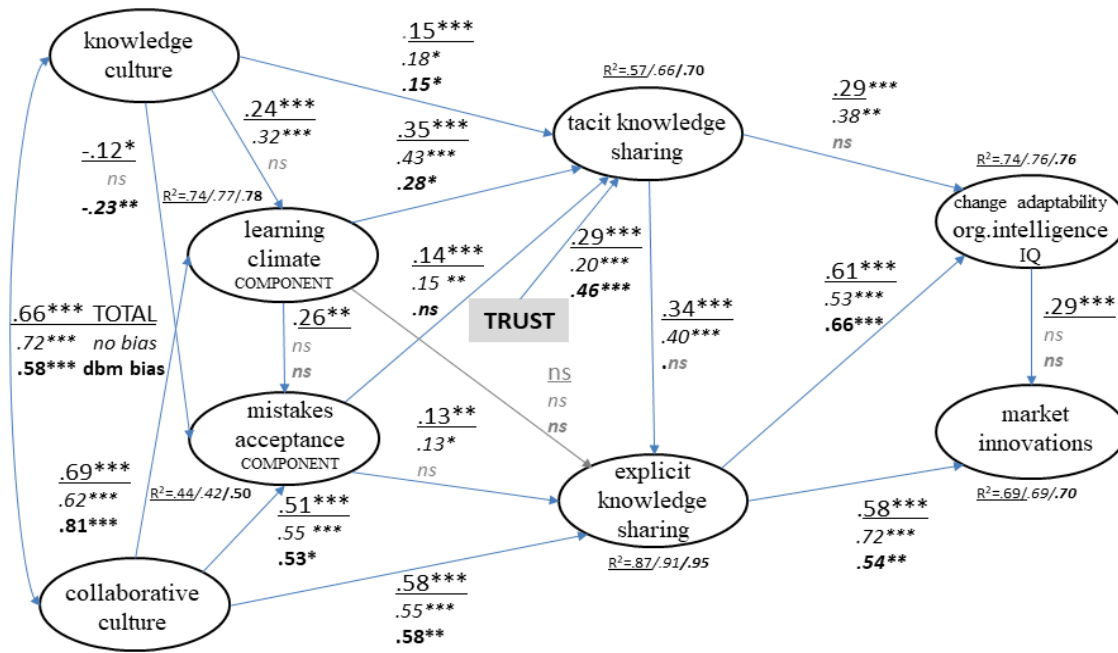 knowledge
culture
.15***
.18*
.15*
R²=.57/.66/.70
tacit knowledge
sharing
.29***
.38**
ns
.24***
.32***
ns
.35***
.43***
.28*
-.12*
ns
-.23**
R²=.74/.77/.78
R²=.74/.76/.76
change adaptability
org.intelligence
IQ
learning
climate
COMPONENT
.14***
.15 **
.ns
.29***
.20***
.46***
TRUST
.61***
.53***
.66***
.66*** TOTAL
.72*** no bias
.58*** dbm bias
.26**
ns
ns
.34***
.40***
.ns
.29***
ns
ns
ns
ns
ns
mistakes
acceptance
COMPONENT
.13**
.13*
ns
market
innovations
.69***
.62***
.81***
R²=.44/.42/.50
.51***
.55 ***
.53*
explicit
knowledge
sharing
R²=.87/.91/.95
R²=.69/.69/.70
.58***
.72***
.54**
collaborative
culture
.58***
.55***
.58**